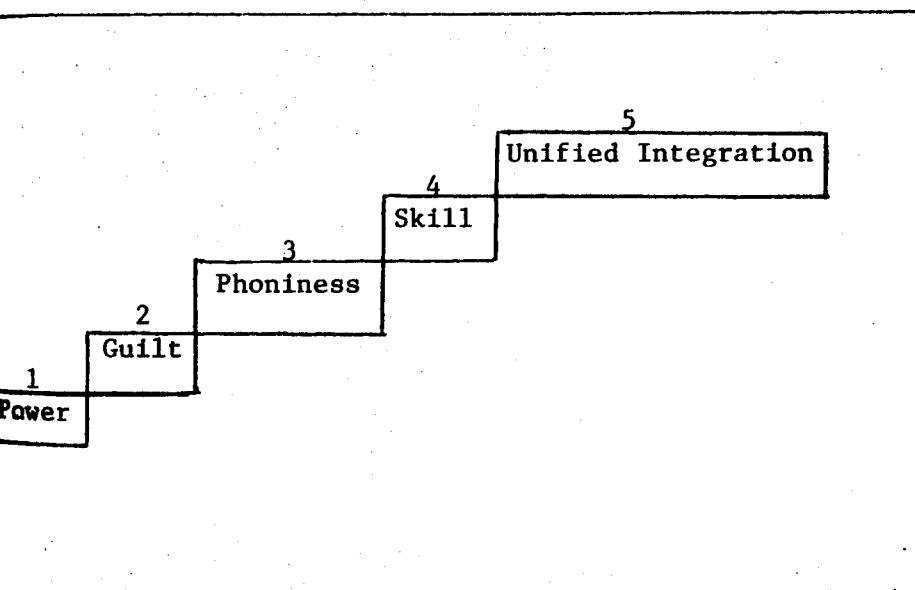 5
Unified Integration
4
Skill
3
Phoniness
2
Guilt
1
Power